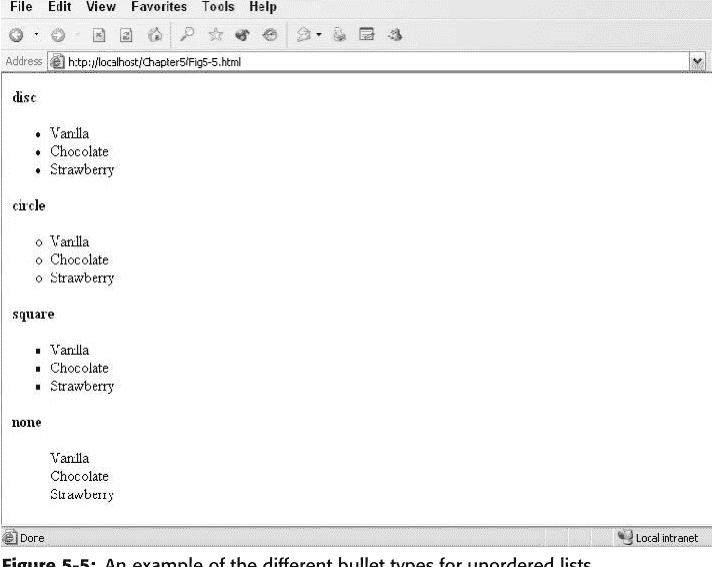 File Edit View Favorites Tools Help
Address http://localhost/Chapter5/Fig5-5.html
disc
Vanilla
Chocolate
Strawberry
circle
Vanilla
Chocolate
Strawberry
square
Vanilla
Chocolate
Strawberry
none
Vanilla
Chocolate
Strawberry
Done Local intranet
Figure 5-5: An example of the different bullet types for unordered lists